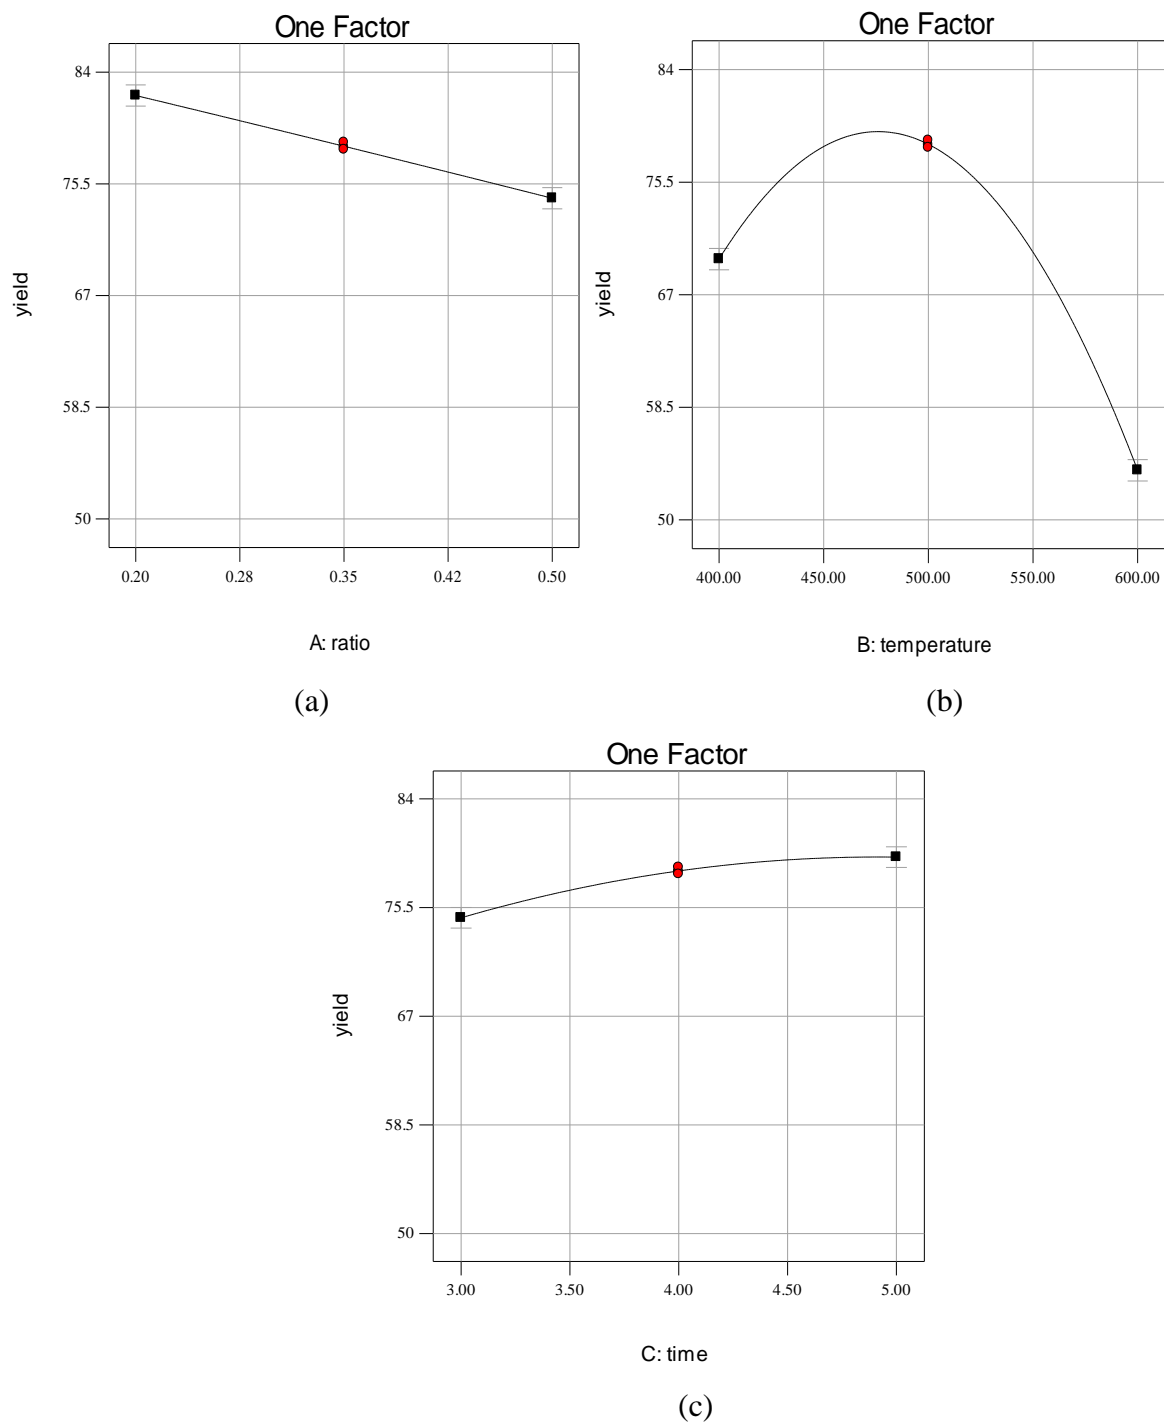 One Factor
84
75.5
67
58.5
50
yield
0.20 0.28 0.35 0.42 0.50
A: ratio
(a)
One Factor
84
75.5
67
58.5
50
yield
400.00 450.00 500.00 550.00 600.00
B: temperature
(b)
One Factor
84
75.5
67
58.5
50
yield
3.00 3.50 4.00 4.50 5.00
C: time
(c)